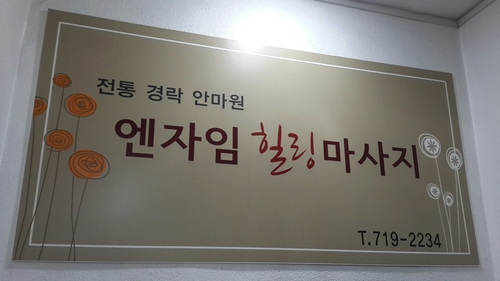 전통 경락 안마원
엔자임 힐링마사지
T.719-2234